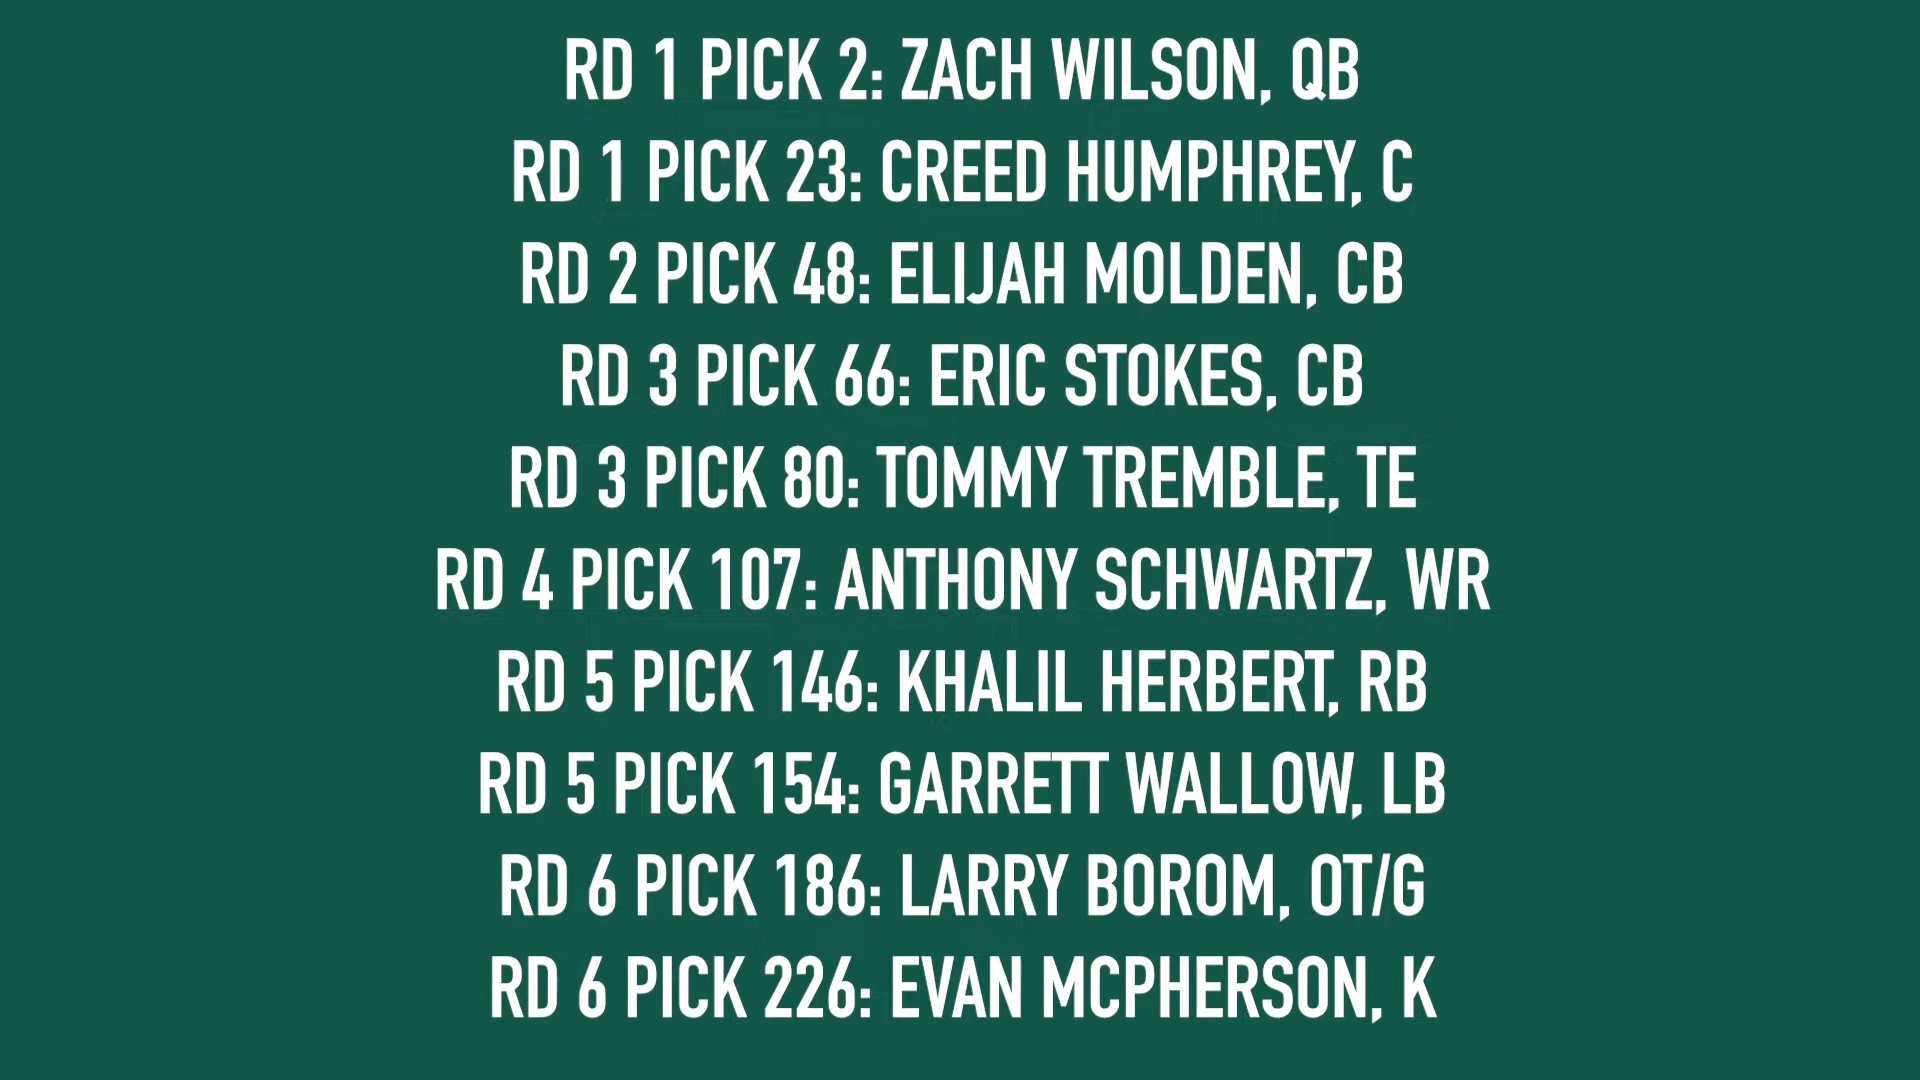 RD 1 PICK 2: ZACH WILSON, QB
RD 1 PICK 23: CREED HUMPHREY, C
RD 2 PICK 48: ELIJAH MOLDEN, CB
RD 3 PICK 66: ERIC STOKES, CB
RD 3 PICK 80: TOMMY TREMBLE, TE
RD 4 PICK 107: ANTHONY SCHWARTZ, WR
RD 5 PICK 146: KHALIL HERBERT, RB
RD 5 PICK 154: GARRETT WALLOW, LB
RD 6 PICK 186: LARRY BOROM, OT/G
RD 6 PICK 226: EVAN MCPHERSON, K